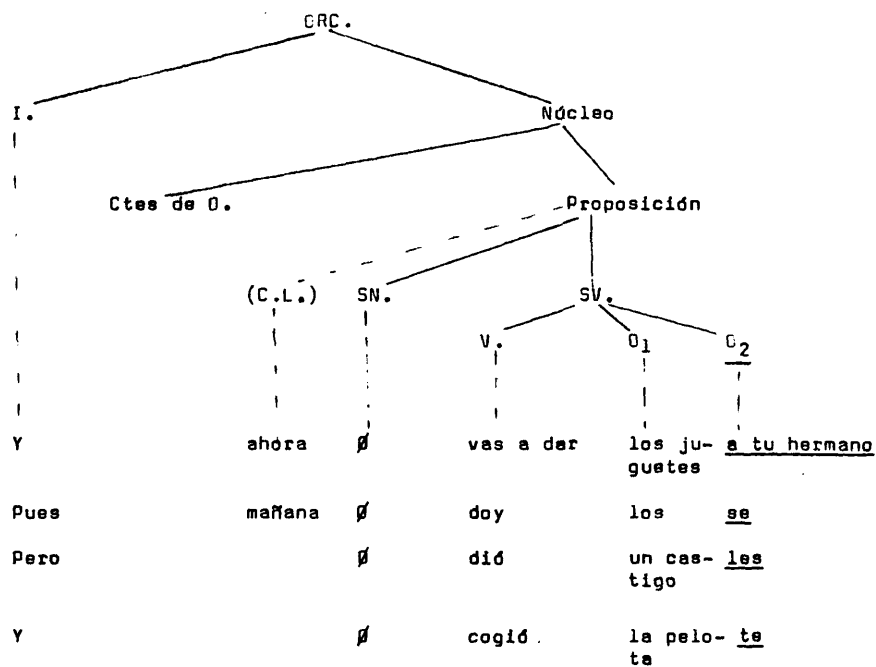 ORC.
I. Núcleo
Ctes de O. Proposición
(C.L.) SN. SV.
V. O1 O2
Y ahora Ø vas a dar los ju- a tu hermano
guetes
Pues mañana Ø doy los se
Pero Ø dió un cas- les
tigo
Y Ø cogió. la pelo- te
ta